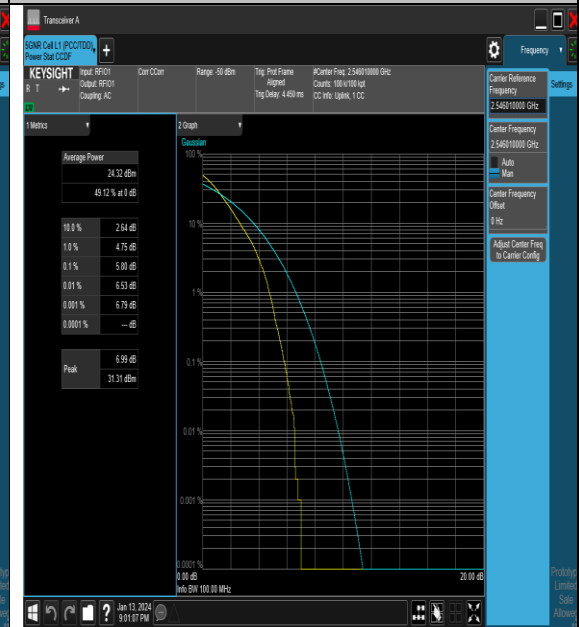 Transceiver A
5GNR Cell L1 (PCC/TDD)
Power Stat CCDF
Frequency
KEYSIGHT
R T
LXI
Input: RFIO1
Output: RFIO1
Coupling: AC
Corr CCorr
Range: -50 dBm
Trig: Prot Frame
Aligned
Trig Delay: 4.450 ms
#Center Freq: 2.546010000 GHz
Counts: 100 k/100 kpt
CC Info: Uplink, 1 CC
Carrier Reference
Frequency
2.546010000 GHz
Settings
Center Frequency
2.546010000 GHz
Auto
Man
Center Frequency
Offset
0 Hz
Adjust Center Freq
to Carrier Config
1 Metrics
Average Power
24.32 dBm
49.12 % at 0 dB
10.0 % 2.64 dB
1.0 % 4.75 dB
0.1 % 5.80 dB
0.01 % 6.53 dB
0.001 % 6.79 dB
0.0001 % --- dB
Peak
6.99 dB
31.31 dBm
2 Graph
Gaussian
100 %
10 %
1 %
0.1 %
0.01 %
0.001 %
0.0001 %
0.00 dB
20.00 dB
Info BW 100.00 MHz
Jan 13, 2024
9:01:07 PM